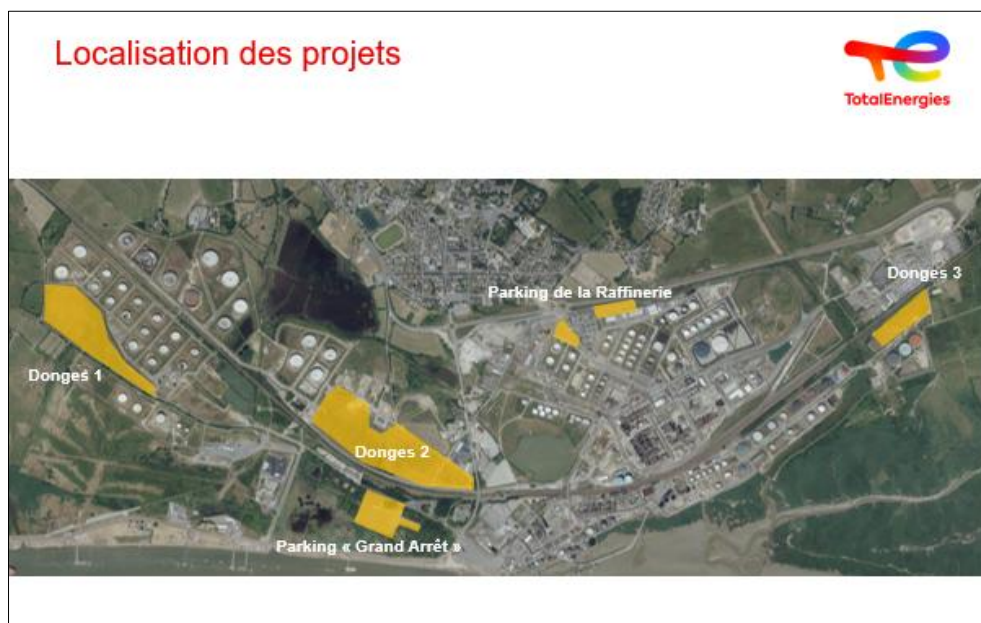 Localisation des projets
TotalEnergies
Donges 3
Parking de la Raffinerie
Donges 1
Donges 2
Parking « Grand Arrêt »